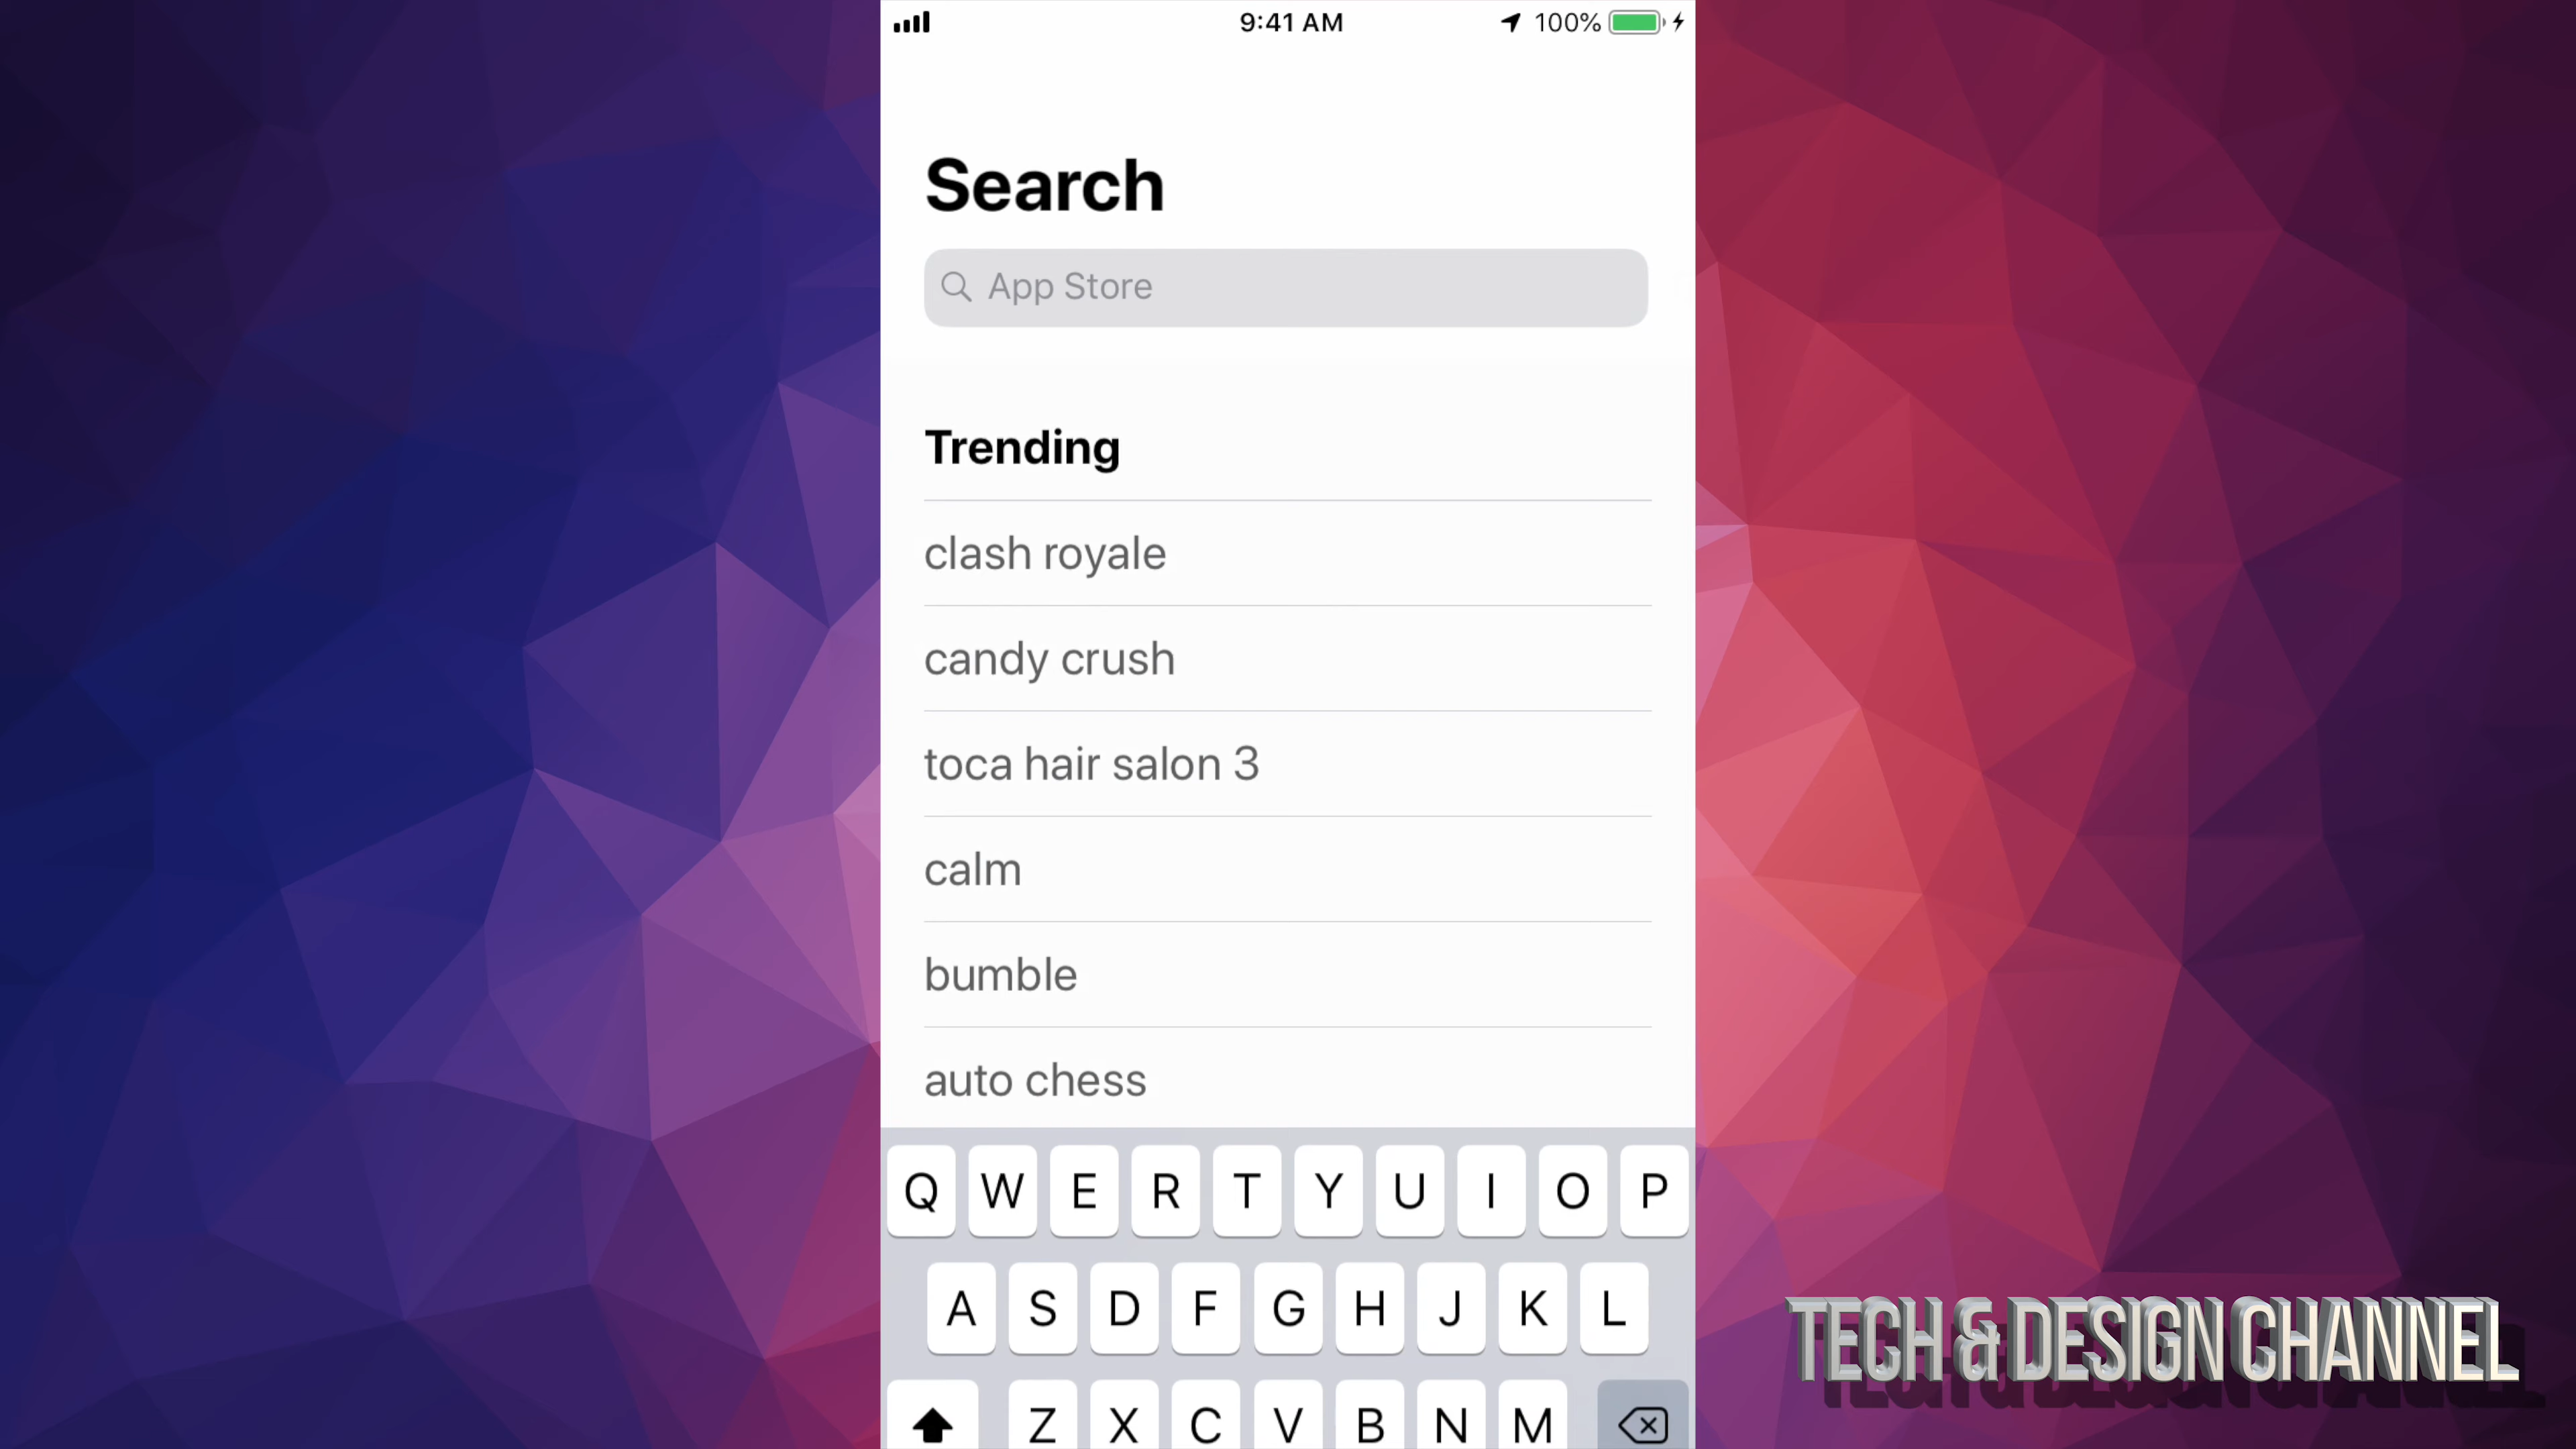 9:41 AM 100%
Search
App Store
Trending
clash royale
candy crush
toca hair salon 3
calm
bumble
auto chess
Q W E R T Y U I O P
A S D F G H J K L
Z X C V B N M
TECH & DESIGN CHANNEL